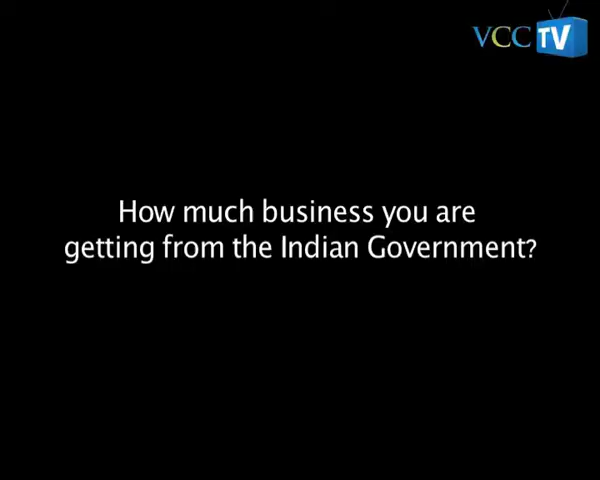 VCC TV
How much business you are
getting from the Indian Government?